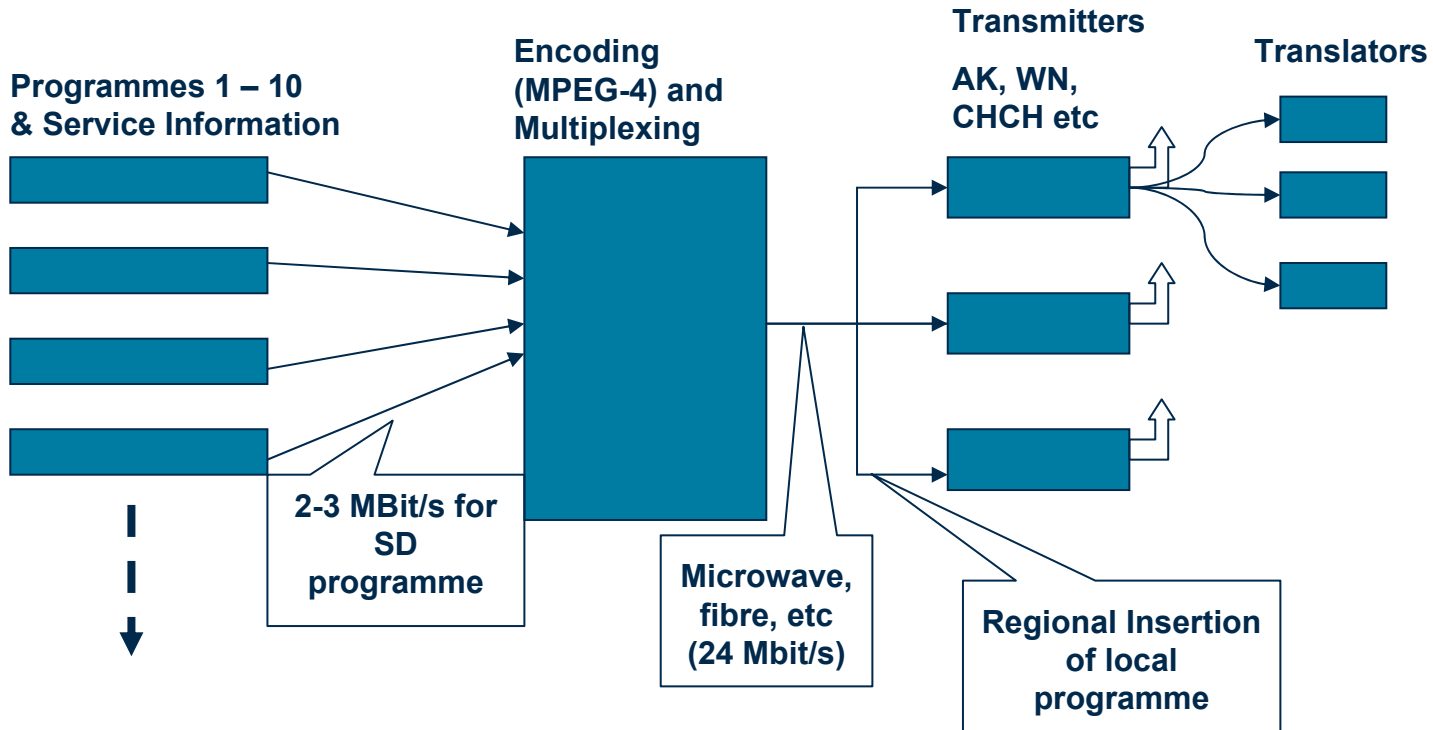 Programmes 1 – 10
& Service Information
Encoding
(MPEG-4) and
Multiplexing
Transmitters
AK, WN,
CHCH etc
Translators
2-3 MBit/s for
SD
programme
Microwave,
fibre, etc
(24 Mbit/s)
Regional Insertion
of local
programme